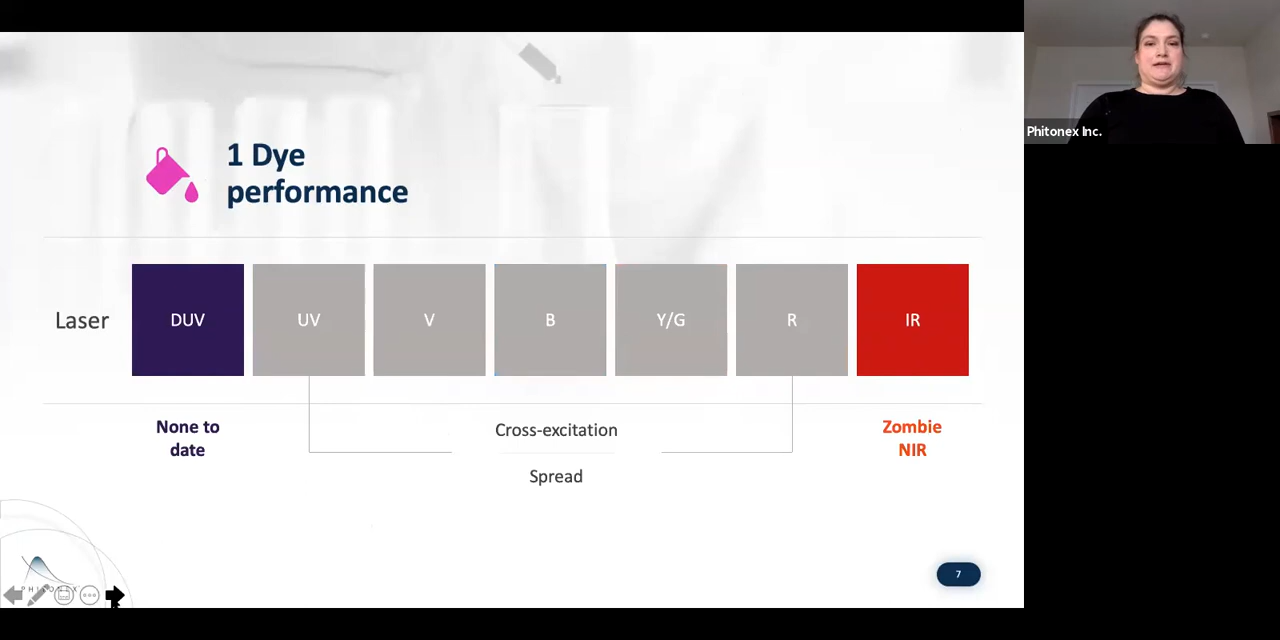 1 Dye
performance
Laser
DUV
UV
V
B
Y/G
R
IR
None to
date
Cross-excitation
Spread
Zombie
NIR
7
Phitonex Inc.